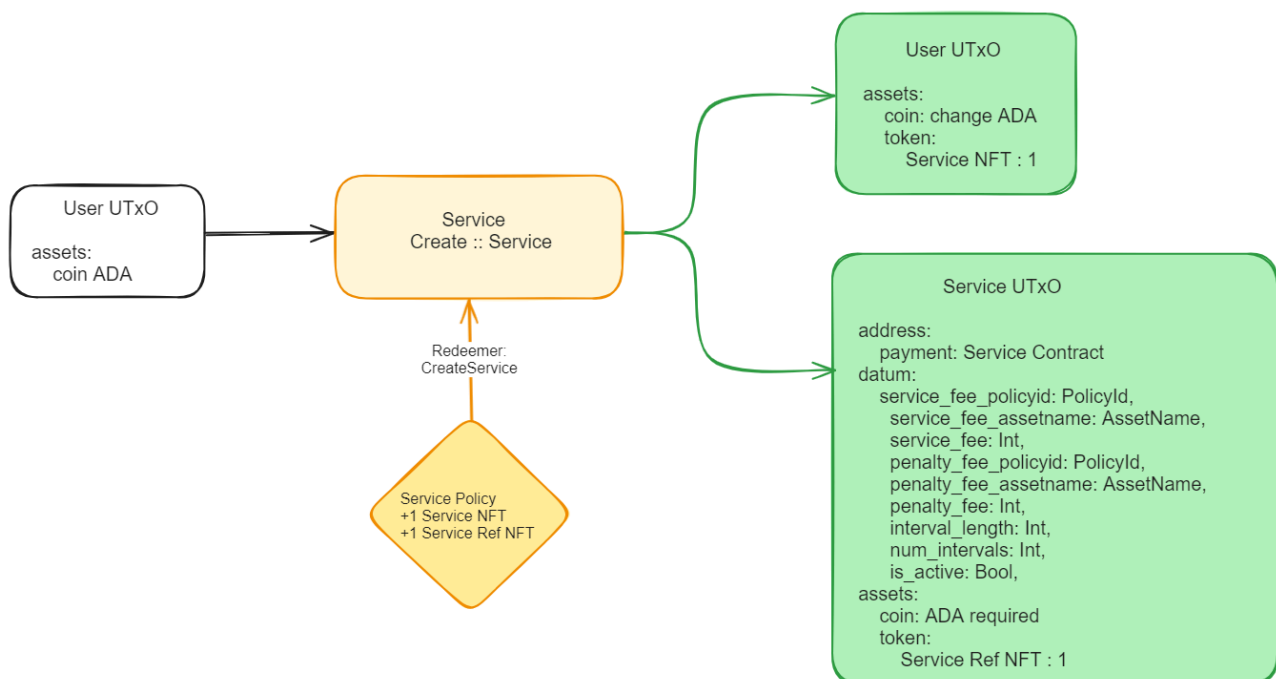 User UTxO
assets:
coin ADA
Service
Create :: Service
Redeemer:
CreateService
Service Policy
+1 Service NFT
+1 Service Ref NFT
User UTxO
assets:
coin: change ADA
token:
Service NFT : 1
Service UTxO
address:
payment: Service Contract
datum:
service_fee_policyid: PolicyId,
service_fee_assetname: AssetName,
service_fee: Int,
penalty_fee_policyid: PolicyId,
penalty_fee_assetname: AssetName,
penalty_fee: Int,
interval_length: Int,
num_intervals: Int,
is_active: Bool,
assets:
coin: ADA required
token:
Service Ref NFT : 1